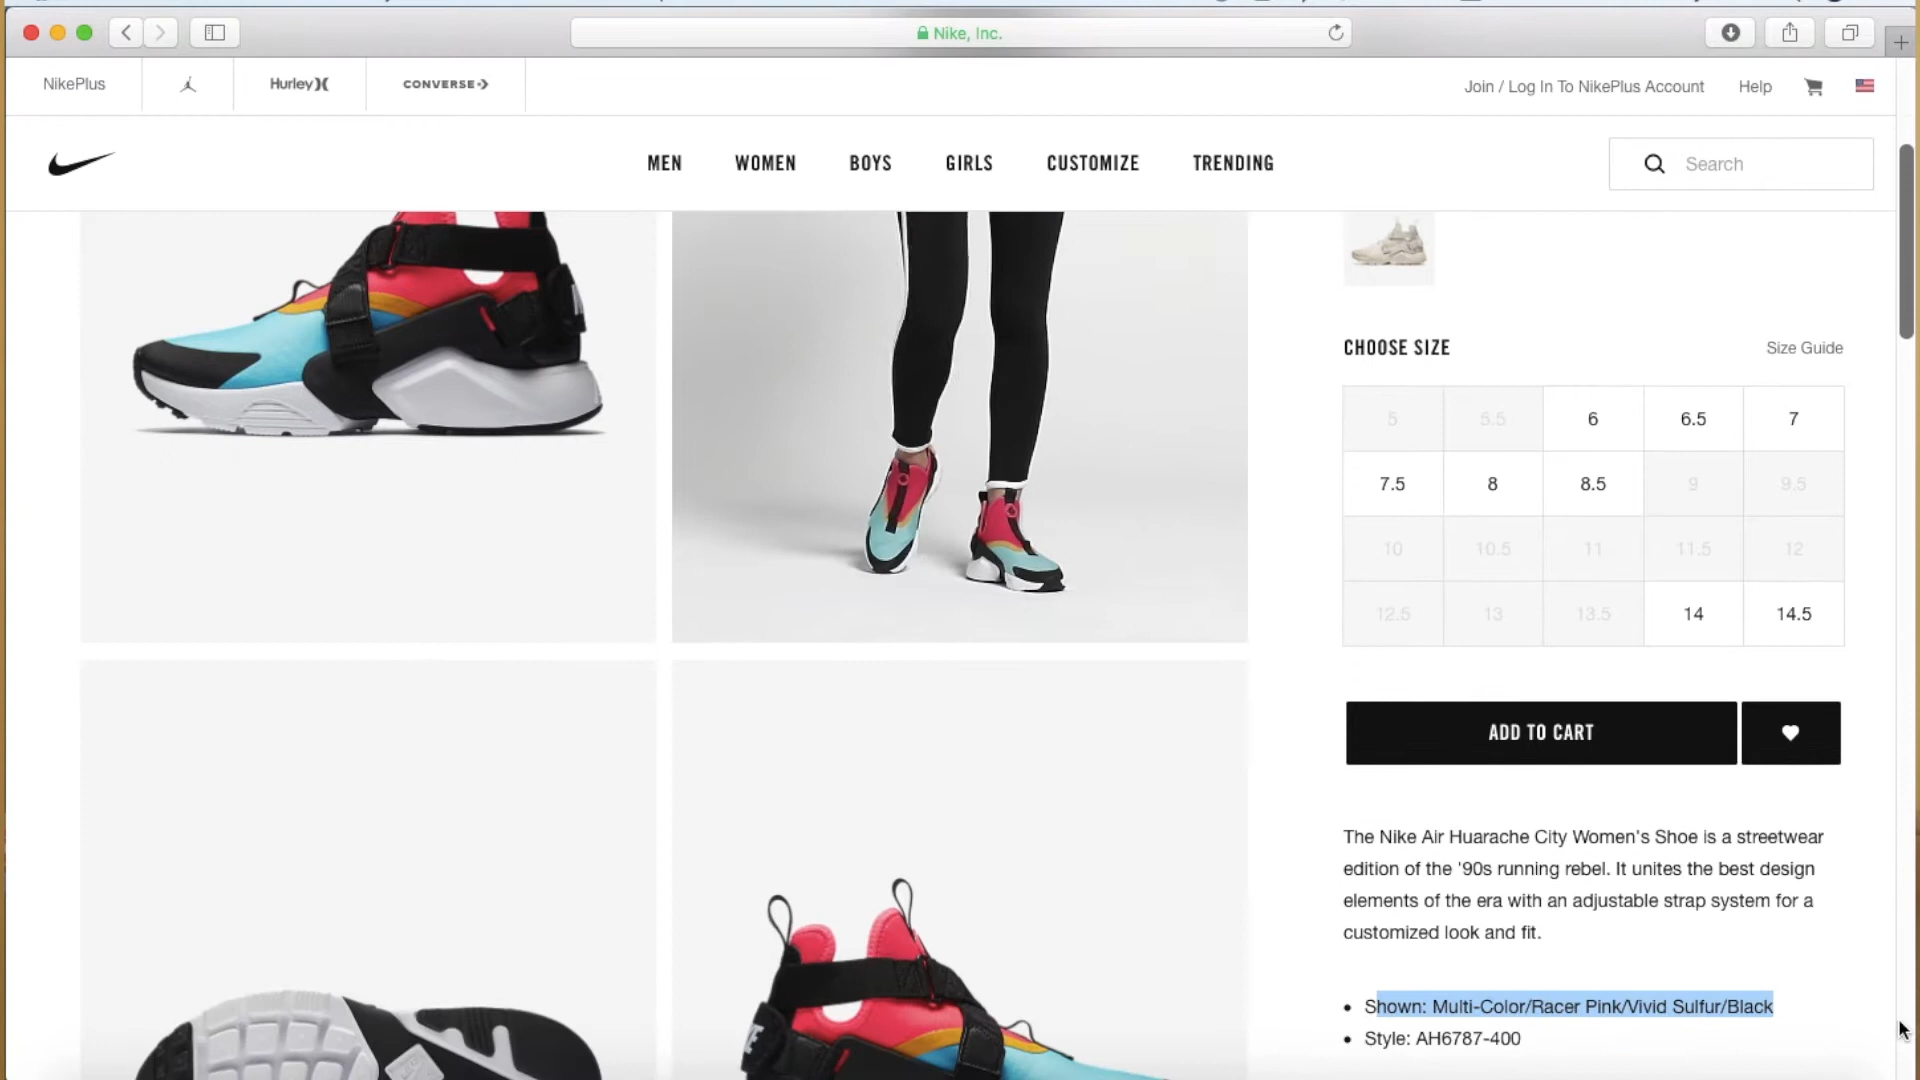 Nike, Inc.
NikePlus
Hurley
CONVERSE
Join / Log In To NikePlus Account
Help
MEN WOMEN BOYS GIRLS CUSTOMIZE TRENDING
Search
CHOOSE SIZE
Size Guide
5 5.5 6 6.5 7
7.5 8 8.5 9 9.5
10 10.5 11 11.5 12
12.5 13 13.5 14 14.5
ADD TO CART
The Nike Air Huarache City Women's Shoe is a streetwear
edition of the '90s running rebel. It unites the best design
elements of the era with an adjustable strap system for a
customized look and fit.
• Shown: Multi-Color/Racer Pink/Vivid Sulfur/Black
• Style: AH6787-400